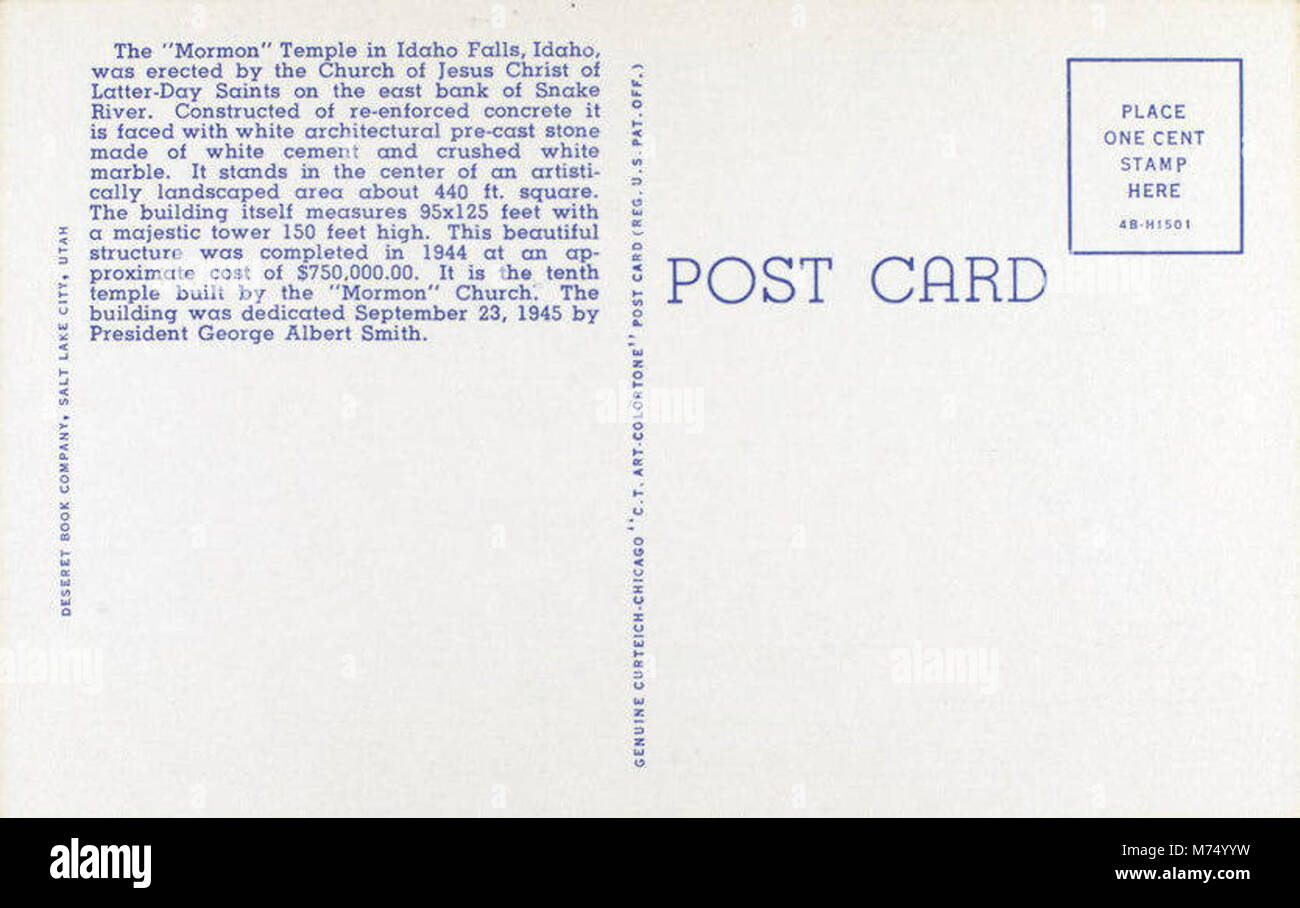 The "Mormon" Temple in Idaho Falls, Idaho,
was erected by the Church of Jesus Christ of
Latter-Day Saints on the east bank of Snake
River. Constructed of re-enforced concrete it
is faced with white architectural pre-cast stone
made of white cement and crushed white
marble. It stands in the center of an artisti-
cally landscaped area about 440 ft. square.
The building itself measures 95x125 feet with
a majestic tower 150 feet high. This beautiful
structure was completed in 1944 at an ap-
proximate cost of $750,000.00. It is the tenth
temple built by the "Mormon" Church. The
building was dedicated September 23, 1945 by
President George Albert Smith.
DESERET BOOK COMPANY, SALT LAKE CITY, UTAH
GENUINE CURTEICH-CHICAGO "C.T. ART-COLORTONE" POST CARD (REG. U.S. PAT. OFF.)
POST CARD
PLACE
ONE CENT
STAMP
HERE
4B-H1501
alamy
alamy
alamy
alamy
alamy
Image ID: M74YYW
www.alamy.com